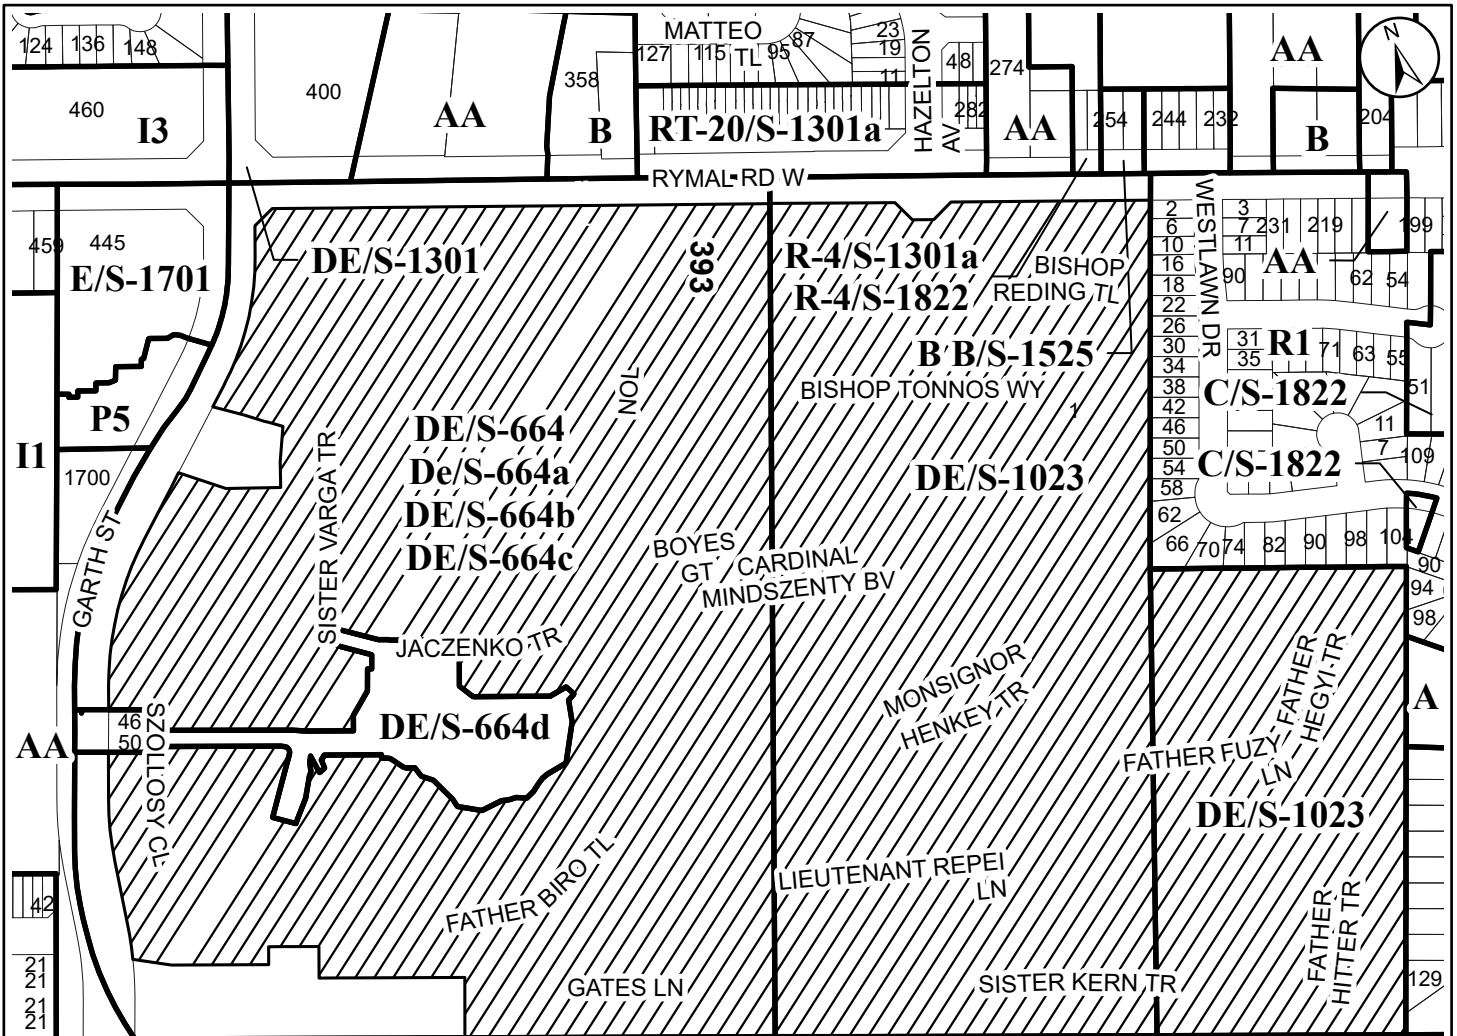 124
136
148
460
I3
400
AA
358
B
MATTEO
TL
127
115
95
87
23
19
11
HAZELTON
AV
48
282
274
RT-20/S-1301a
AA
254
244
232
AA
B
204
N
RYMAL RD W
459
445
E/S-1701
DE/S-1301
393
R-4/S-1301a
R-4/S-1822
BISHOP
REDING TL
B B/S-1525
BISHOP TONNOS WY
1
WESTLAWN DR
2
6
10
16
18
22
26
30
34
38
42
46
50
54
58
62
66
70
74
82
90
98
104
3
7
11
231
219
199
90
AA
62
54
31
35
R1
71
63
55
51
C/S-1822
11
7
109
C/S-1822
90
94
98
P5
I1
1700
GARTH ST
SISTER VARGA TR
NOL
DE/S-664
De/S-664a
DE/S-664b
DE/S-664c
DE/S-1023
BOYES
GT
CARDINAL
MINDSZENTY BV
JACZENKO TR
DE/S-664d
46
50
SZOLLOSY CL
AA
MONSIGNOR
HENKEY TR
FATHER
HEGYI TR
FATHER FUZY
LN
A
DE/S-1023
FATHER BIRO TL
LIEUTENANT REPEI
LN
FATHER
HITTER TR
42
21
21
21
21
GATES LN
SISTER KERN TR
129